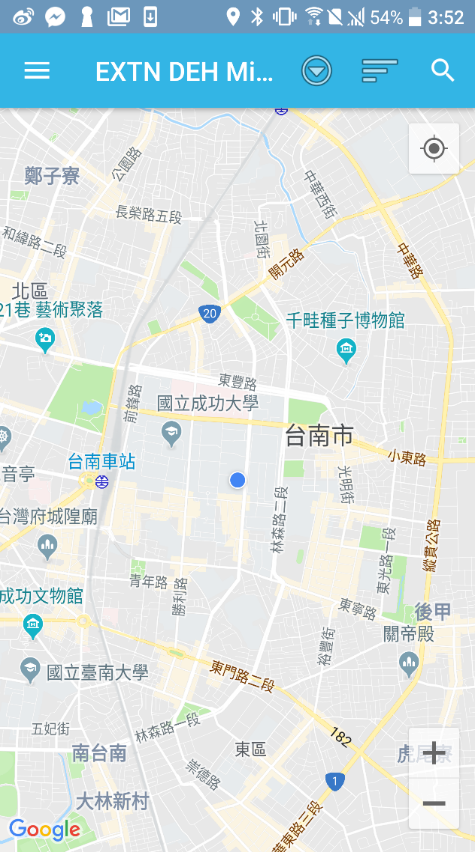 54% 3:52
EXTN DEH Mi...
鄭子寮
公園路
中華西街
長榮路五段
和緯路二段
北園街
中華路
開元路
北區
21巷 藝術聚落
20
千畦種子博物館
東豐路
前鋒路
國立成功大學
台南市
小東路
台南車站
音亭
光明街
林森路二段
台灣府城隍廟
縱貫公路
東光路一段
青年路
勝利路
成功文物館
東寧路
後甲
裕豐街
關帝殿
國立臺南大學
東門路二段
五妃街
林森路一段
182
南台南
東區
虎尾寮
崇德路
1
大林新村
中華東路三段
Google